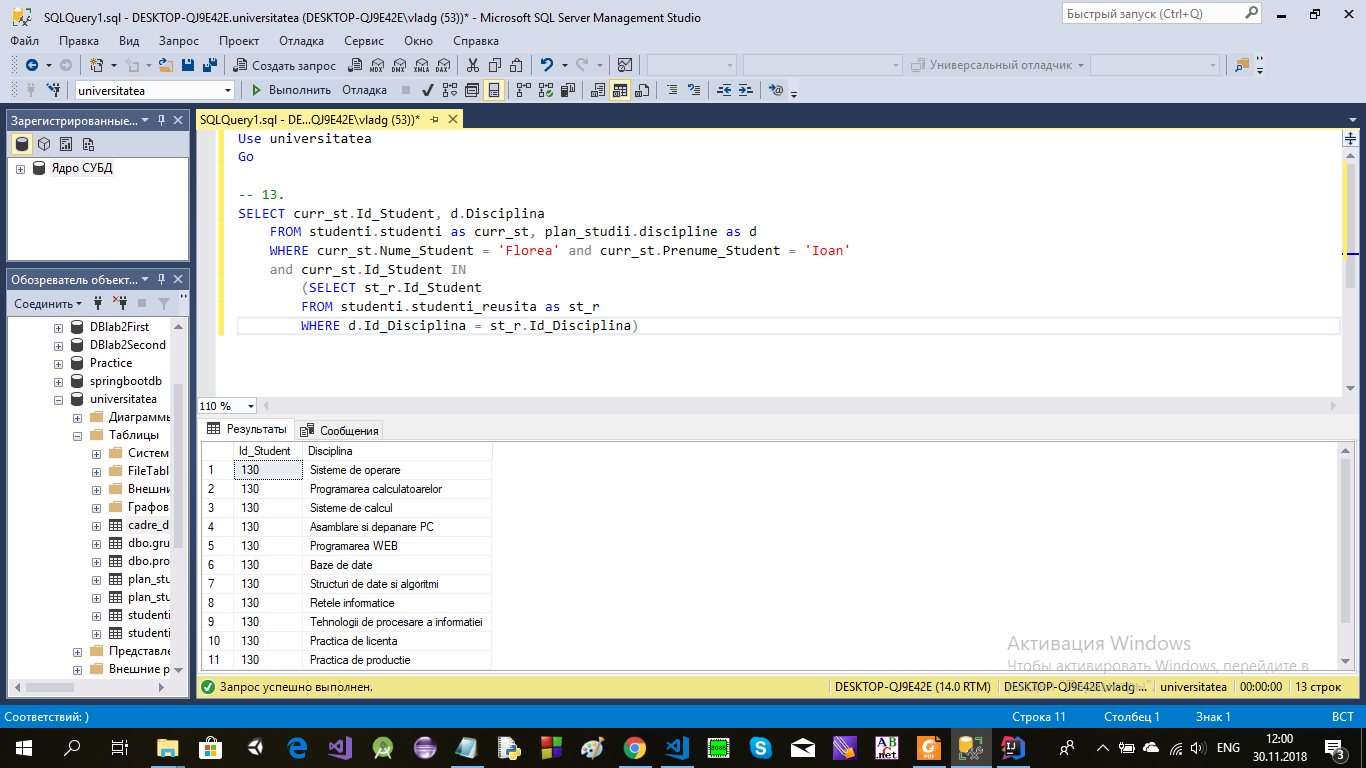 SQLQuery1.sql - DESKTOP-QJ9E42E.universitatea (DESKTOP-QJ9E42E\vladg (53))* - Microsoft SQL Server Management Studio
Быстрый запуск (Ctrl+Q)
Файл Правка Вид Запрос Проект Отладка Сервис Окно Справка
Создать запрос MDX DMX XMLA DAX Универсальный отладчик
universitatea Выполнить Отладка
Зарегистрированные...
SQLQuery1.sql - DE...QJ9E42E\vladg (53))*
Ядро СУБД
Use universitatea
Go
-- 13.
SELECT curr_st.Id_Student, d.Disciplina
FROM studenti.studenti as curr_st, plan_studii.discipline as d
WHERE curr_st.Nume_Student = 'Florea' and curr_st.Prenume_Student = 'Ioan'
and curr_st.Id_Student IN
(SELECT st_r.Id_Student
FROM studenti.studenti_reusita as st_r
WHERE d.Id_Disciplina = st_r.Id_Disciplina)
110 %
Обозреватель объект...
Соединить
DBlab2First
DBlab2Second
Practice
springbootdb
universitatea
Диаграммы
Таблицы
Систем
FileTabl
Внешни
Графов
cadre_d
dbo.gru
dbo.pro
plan_stu
plan_stu
studenti
studenti
Представле
Внешние р
Результаты Сообщения
Id_Student Disciplina
1 130 Sisteme de operare
2 130 Programarea calculatoarelor
3 130 Sisteme de calcul
4 130 Asamblare si depanare PC
5 130 Programarea WEB
6 130 Baze de date
7 130 Structuri de date si algoritmi
8 130 Retele informatice
9 130 Tehnologii de procesare a informatiei
10 130 Practica de licenta
11 130 Practica de productie
Активация Windows
Чтобы активировать Windows, перейдите в
Запрос успешно выполнен. DESKTOP-QJ9E42E (14.0 RTM) DESKTOP-QJ9E42E\vladg ... universitatea 00:00:00 13 строк
Соответствий: ) Строка 11 Столбец 1 Знак 1 ВСТ
ENG 12:00
30.11.2018
3